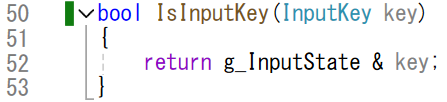 50 bool IsInputKey(InputKey key)
51 {
52     return g_InputState & key;
53 }